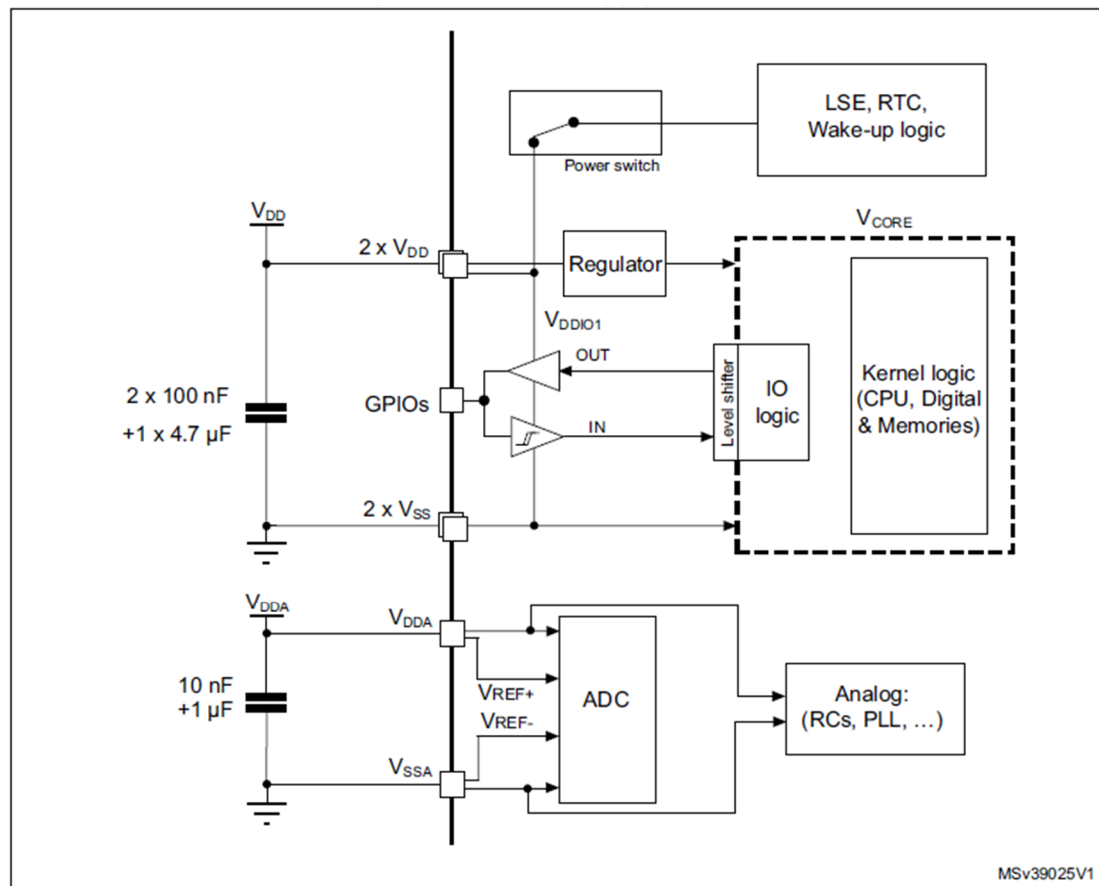 LSE, RTC,
Wake-up logic
Power switch
VDD
VCORE
2 x VDD
Regulator
VDDIO1
OUT
Level shifter
IO
logic
Kernel logic
(CPU, Digital
& Memories)
2 x 100 nF
+1 x 4.7 µF
GPIOs
IN
2 x VSS
VDDA
VDDA
10 nF
+1 µF
VREF+
VREF-
ADC
Analog:
(RCs, PLL, …)
VSSA
MSv39025V1